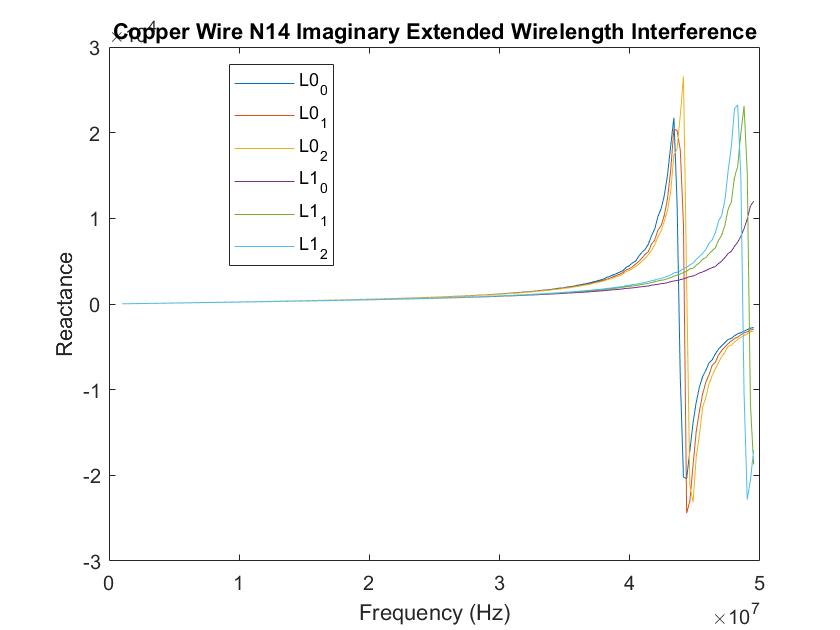 Copper Wire N14 Imaginary Extended Wirelength Interference
×10^4
3
2
1
0
-1
-2
-3
Reactance
L0_0
L0_1
L0_2
L1_0
L1_1
L1_2
0 1 2 3 4 5
Frequency (Hz)
×10^7